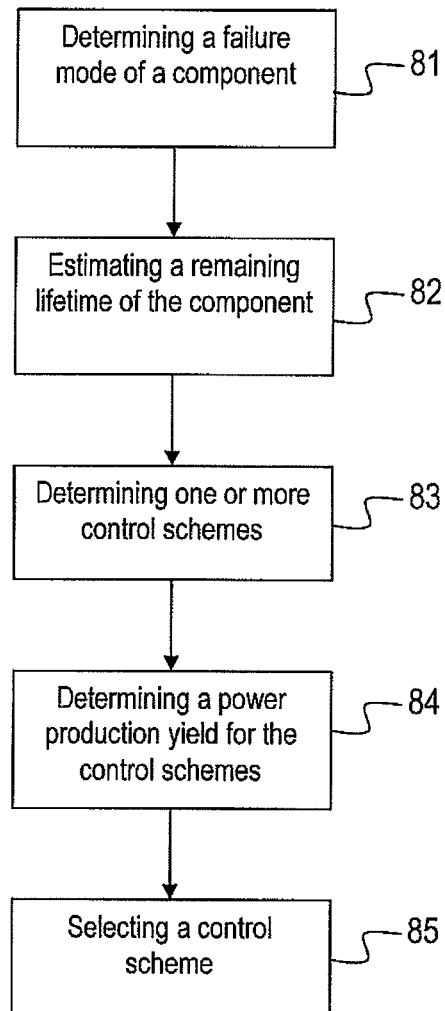 Determining a failure
mode of a component
81
Estimating a remaining
lifetime of the component
82
Determining one or more
control schemes
83
Determining a power
production yield for the
control schemes
84
Selecting a control
scheme
85